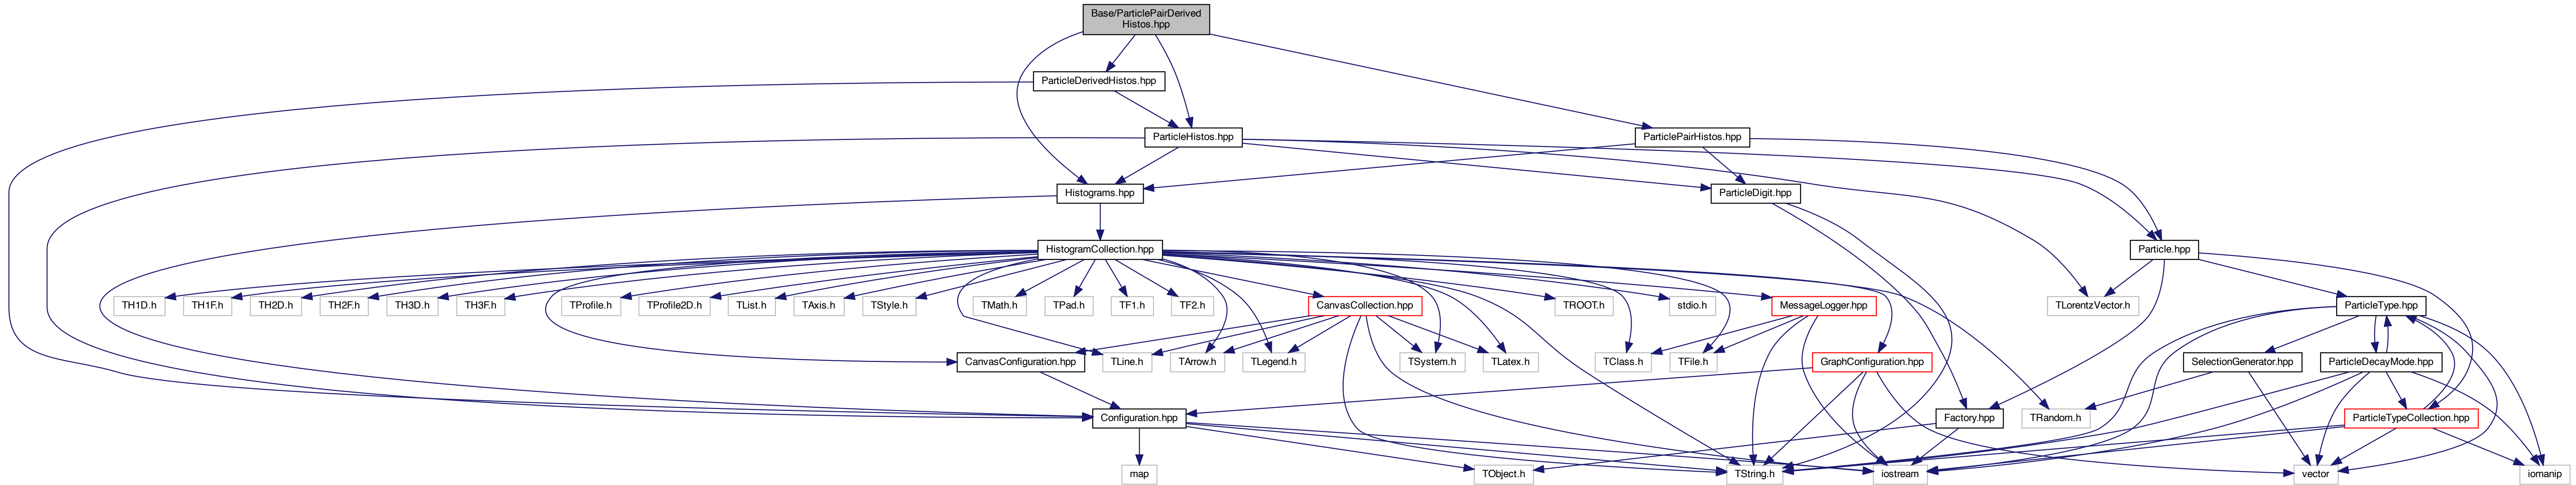 Base/ParticlePairDerived
Histos.hpp
ParticleDerivedHistos.hpp
ParticleHistos.hpp
ParticlePairHistos.hpp
Histograms.hpp
ParticleDigit.hpp
HistogramCollection.hpp
Particle.hpp
TH1D.h
TH1F.h
TH2D.h
TH2F.h
TH3D.h
TH3F.h
TProfile.h
TProfile2D.h
TList.h
TAxis.h
TStyle.h
TMath.h
TPad.h
TF1.h
TF2.h
CanvasCollection.hpp
TROOT.h
stdio.h
MessageLogger.hpp
TLorentzVector.h
ParticleType.hpp
CanvasConfiguration.hpp
TLine.h
TArrow.h
TLegend.h
TSystem.h
TLatex.h
TClass.h
TFile.h
GraphConfiguration.hpp
SelectionGenerator.hpp
ParticleDecayMode.hpp
Configuration.hpp
Factory.hpp
TRandom.h
ParticleTypeCollection.hpp
map
TObject.h
TString.h
iostream
vector
iomanip